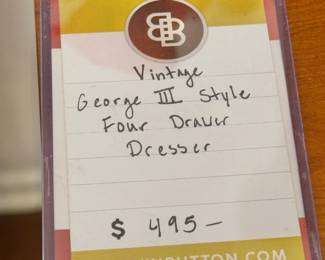 Vintage
George III Style
Four Drawer
Dresser
$ 495—